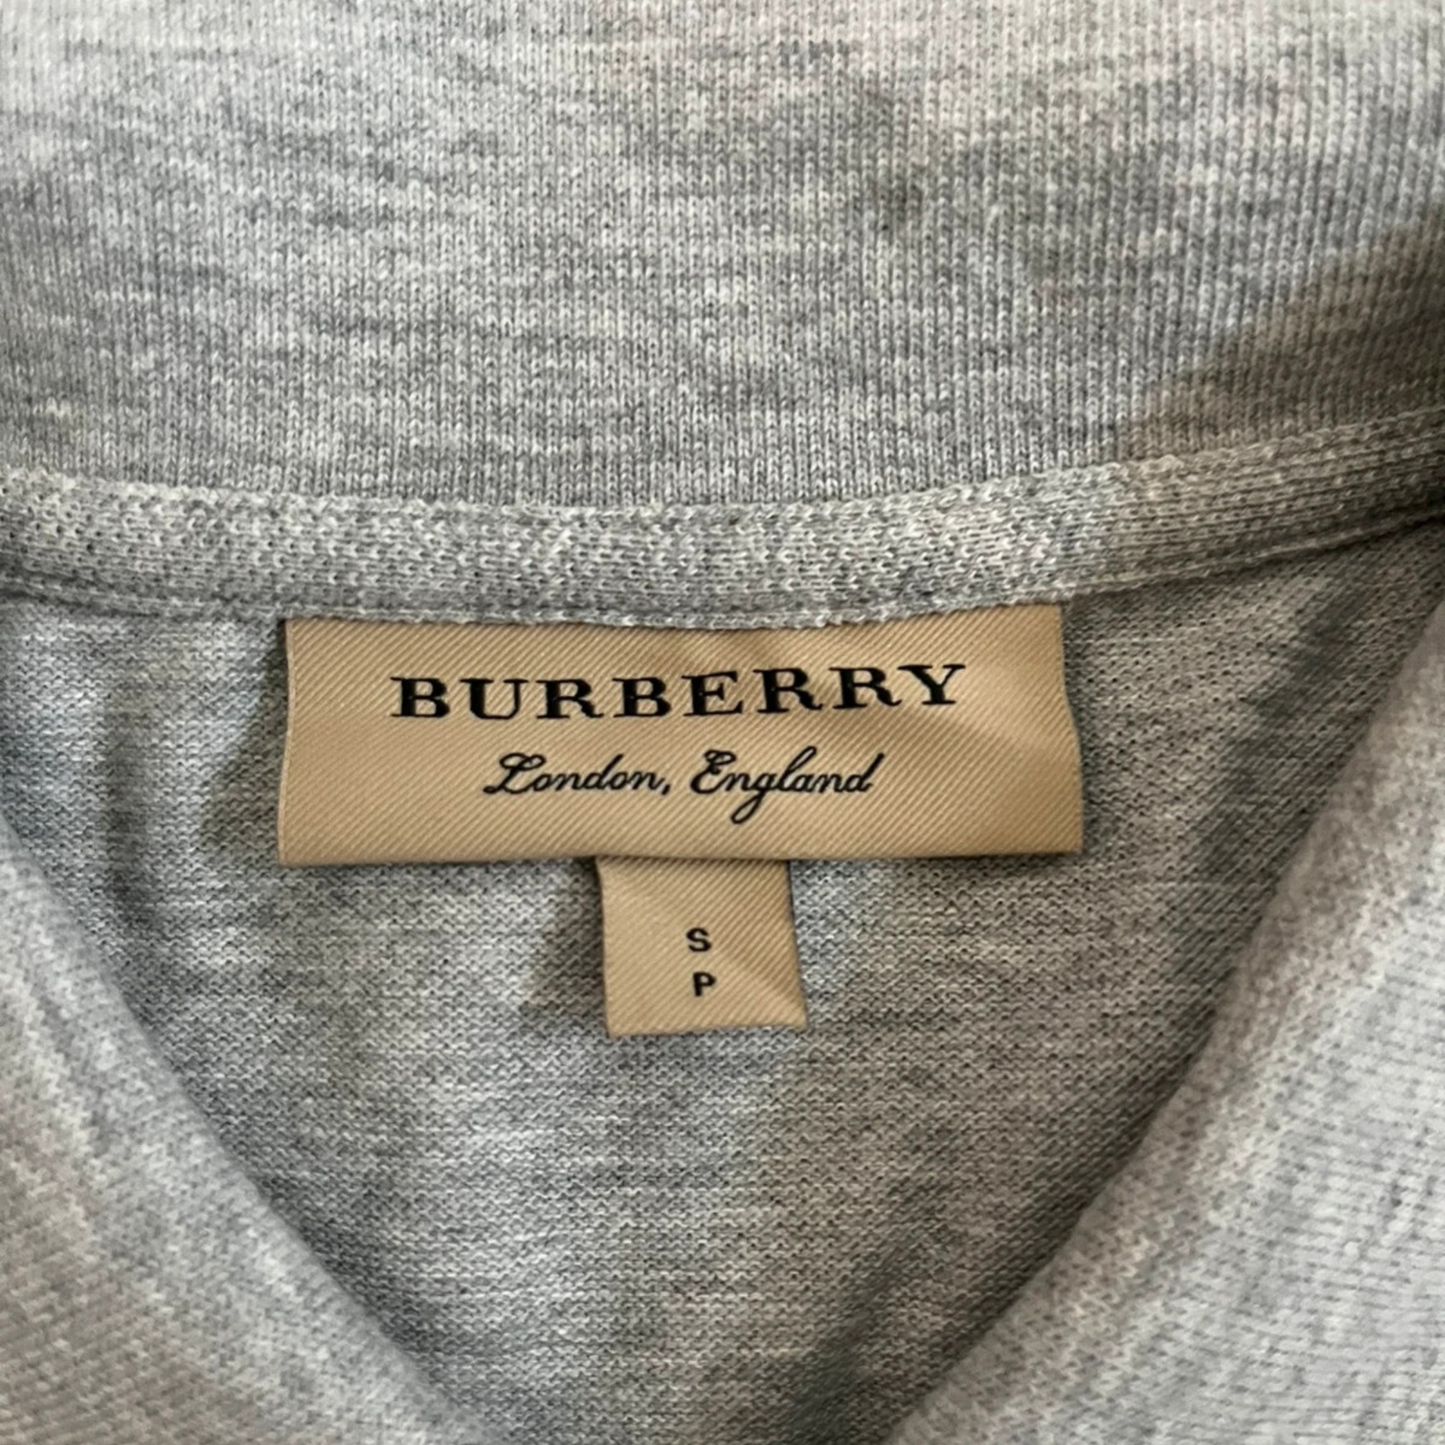 BURBERRY
London, England
S
P